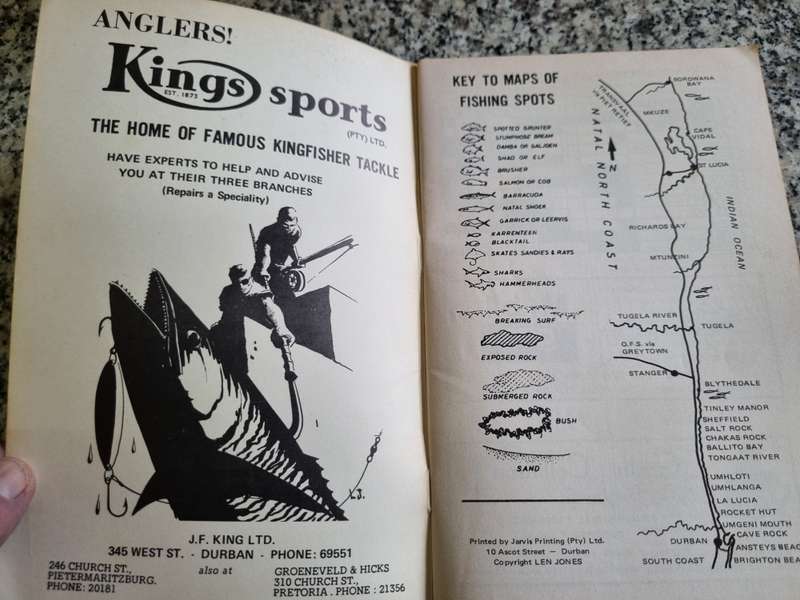 ANGLERS!
Kings sports
EST. 1873
(PTY) LTD.
THE HOME OF FAMOUS KINGFISHER TACKLE
HAVE EXPERTS TO HELP AND ADVISE
YOU AT THEIR THREE BRANCHES
(Repairs a Speciality)
L.J.
J.F. KING LTD.
345 WEST ST. - DURBAN - PHONE: 69551
246 CHURCH ST.,
PIETERMARITZBURG.
PHONE: 20181
also at
GROENEVELD & HICKS
310 CHURCH ST.,
PRETORIA . PHONE : 21356
KEY TO MAPS OF
FISHING SPOTS
SPOTTED GRUNTER
STUMPNOSE BREAM
DAMBA or GALJOEN
SHAD or ELF
BRUSHER
SALMON or COB
BARRACUDA
NATAL SNOEK
GARRICK or LEERVIS
KARRENTEEN
BLACKTAIL
SKATES SANDIES & RAYS
SHARKS
HAMMERHEADS
BREAKING SURF
EXPOSED ROCK
SUBMERGED ROCK
BUSH
SAND
Printed by Jarvis Printing (Pty) Ltd.
10 Ascot Street — Durban
Copyright LEN JONES
SORDWANA
BAY
TRANSVAAL
VIA PIET RETIEF
MKUZE
NATAL NORTH COAST
N
CAPE
VIDAL
ST LUCIA
INDIAN OCEAN
RICHARDS BAY
MTUNZINI
TUGELA RIVER
TUGELA
O.F.S. via
GREYTOWN
STANGER
BLYTHEDALE
TINLEY MANOR
SHEFFIELD
SALT ROCK
CHAKAS ROCK
BALLITO BAY
TONGAAT RIVER
UMHLOTI
UMHLANGA
LA LUCIA
ROCKET HUT
UMGENI MOUTH
CAVE ROCK
DURBAN
ANSTEYS BEAC
SOUTH COAST
BRIGHTON BEA